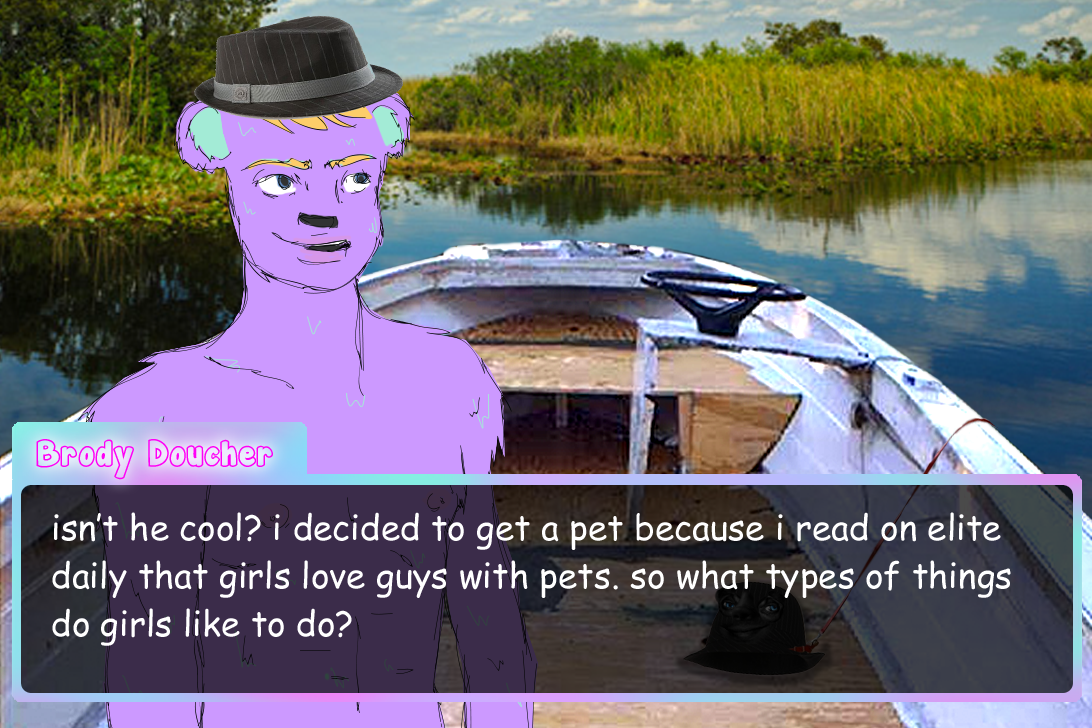 Brody Doucher
isn't he cool? i decided to get a pet because i read on elite
daily that girls love guys with pets. so what types of things
do girls like to do?